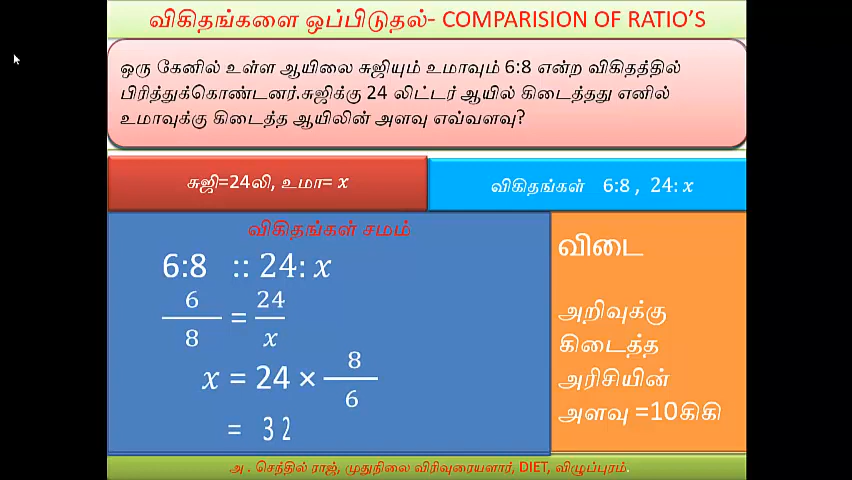 விகிதங்களை ஒப்பிடுதல்- COMPARISION OF RATIO’S
ஒரு கேனில் உள்ள ஆயிலை சுஜியும் உமாவும் 6:8 என்ற விகிதத்தில்
பிரித்துக்கொண்டனர்.சுஜிக்கு 24 லிட்டர் ஆயில் கிடைத்தது எனில்
உமாவுக்கு கிடைத்த ஆயிலின் அளவு எவ்வளவு?
சுஜி=24லி, உமா= x
விகிதங்கள் 6:8 , 24: x
விகிதங்கள் சமம்
6:8 :: 24: x
6/8 = 24/x
x = 24 × 8/6
= 32
விடை
அறிவுக்கு
கிடைத்த
அரிசியின்
அளவு =10கிகி
அ . செந்தில் ராஜ், முதுநிலை விரிவுரையாளர், DIET, விழுப்புரம்.